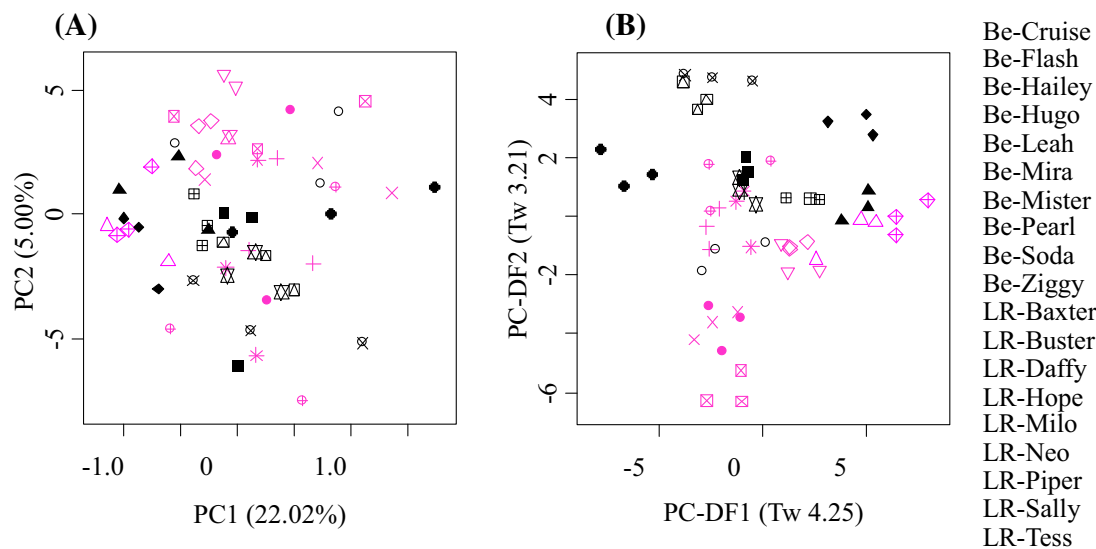 (A)
5
0
-5
PC2 (5.00%)
-1.0
0
1.0
PC1 (22.02%)
(B)
4
2
0
-2
-6
PC-DF2 (Tw 3.21)
-5
0
5
PC-DF1 (Tw 4.25)
Be-Cruise
Be-Flash
Be-Hailey
Be-Hugo
Be-Leah
Be-Mira
Be-Mister
Be-Pearl
Be-Soda
Be-Ziggy
LR-Baxter
LR-Buster
LR-Daffy
LR-Hope
LR-Milo
LR-Neo
LR-Piper
LR-Sally
LR-Tess